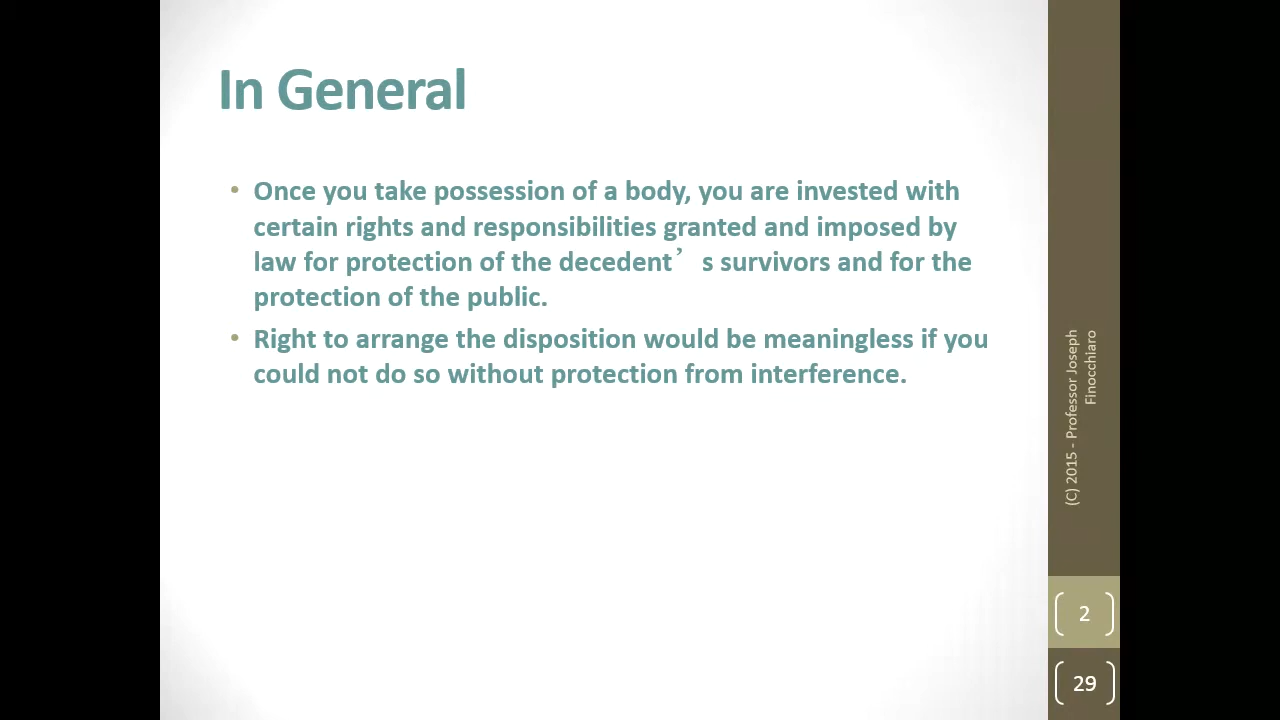 In General
• Once you take possession of a body, you are invested with
certain rights and responsibilities granted and imposed by
law for protection of the decedent’s survivors and for the
protection of the public.
• Right to arrange the disposition would be meaningless if you
could not do so without protection from interference.
(C) 2015 - Professor Joseph
Finocchiaro
2
29